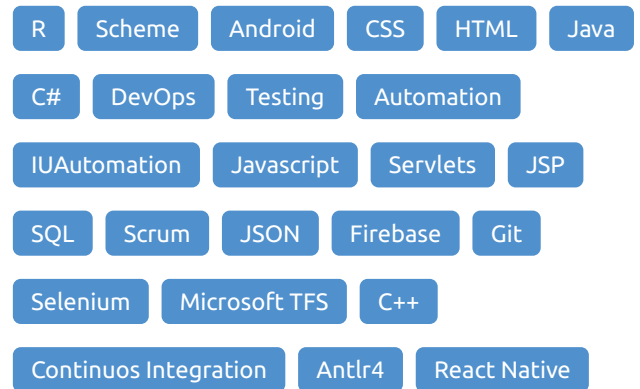 R Scheme Android CSS HTML Java
C# DevOps Testing Automation
IUAutomation Javascript Servlets JSP
SQL Scrum JSON Firebase Git
Selenium Microsoft TFS C++
Continuos Integration Antlr4 React Native